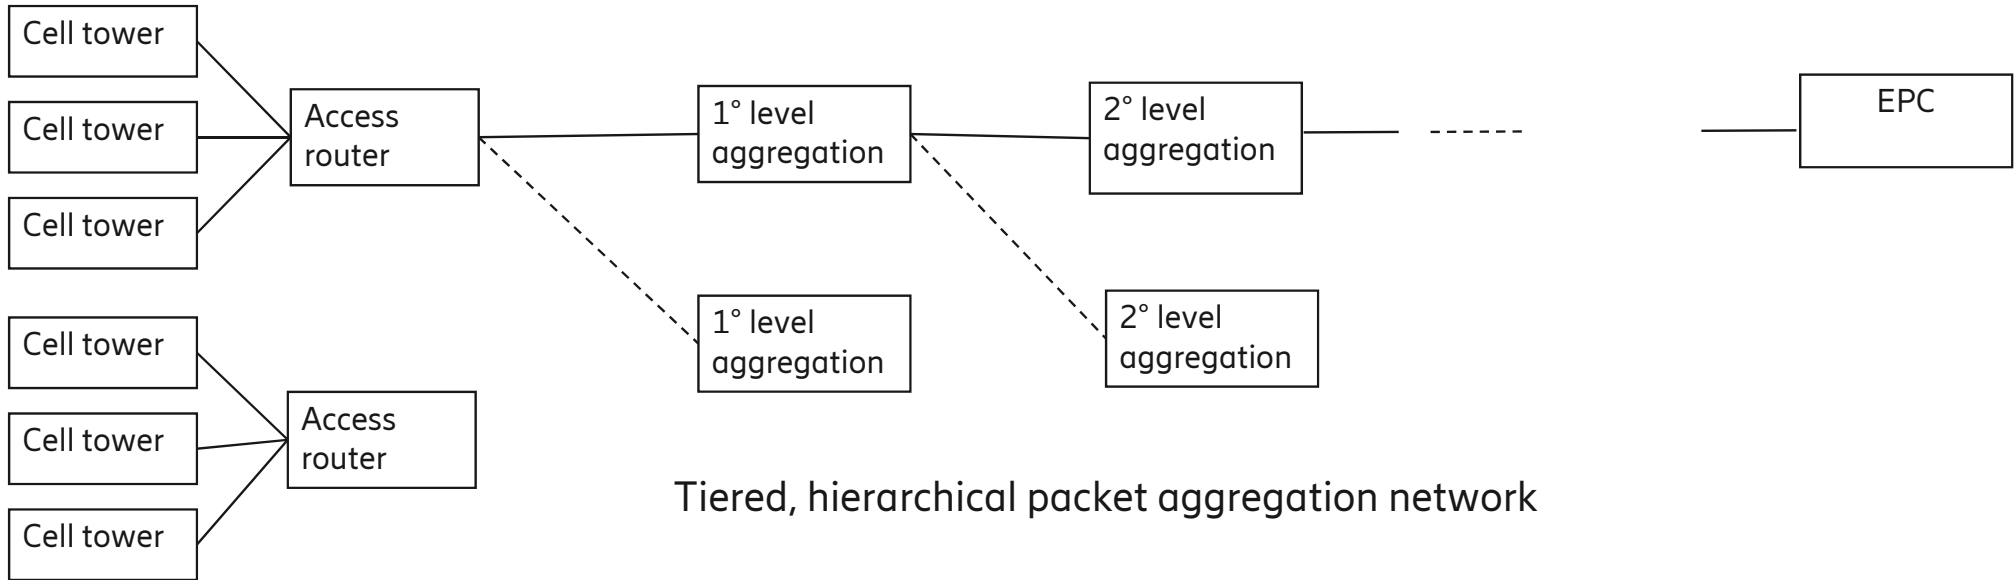 Cell tower
Cell tower
Cell tower
Access
router
1° level
aggregation
2° level
aggregation
EPC
1° level
aggregation
2° level
aggregation
Cell tower
Cell tower
Cell tower
Access
router
Tiered, hierarchical packet aggregation network